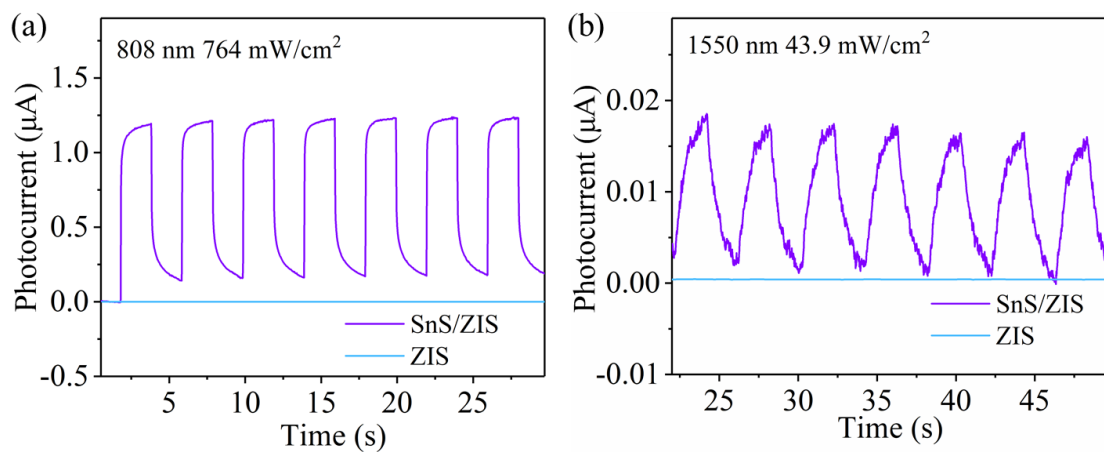 (a)
808 nm 764 mW/cm²
Photocurrent (μA)
1.5
1.0
0.5
0.0
-0.5
SnS/ZIS
ZIS
5 10 15 20 25
Time (s)
(b)
1550 nm 43.9 mW/cm²
Photocurrent (μA)
0.02
0.01
0.00
-0.01
SnS/ZIS
ZIS
25 30 35 40 45
Time (s)